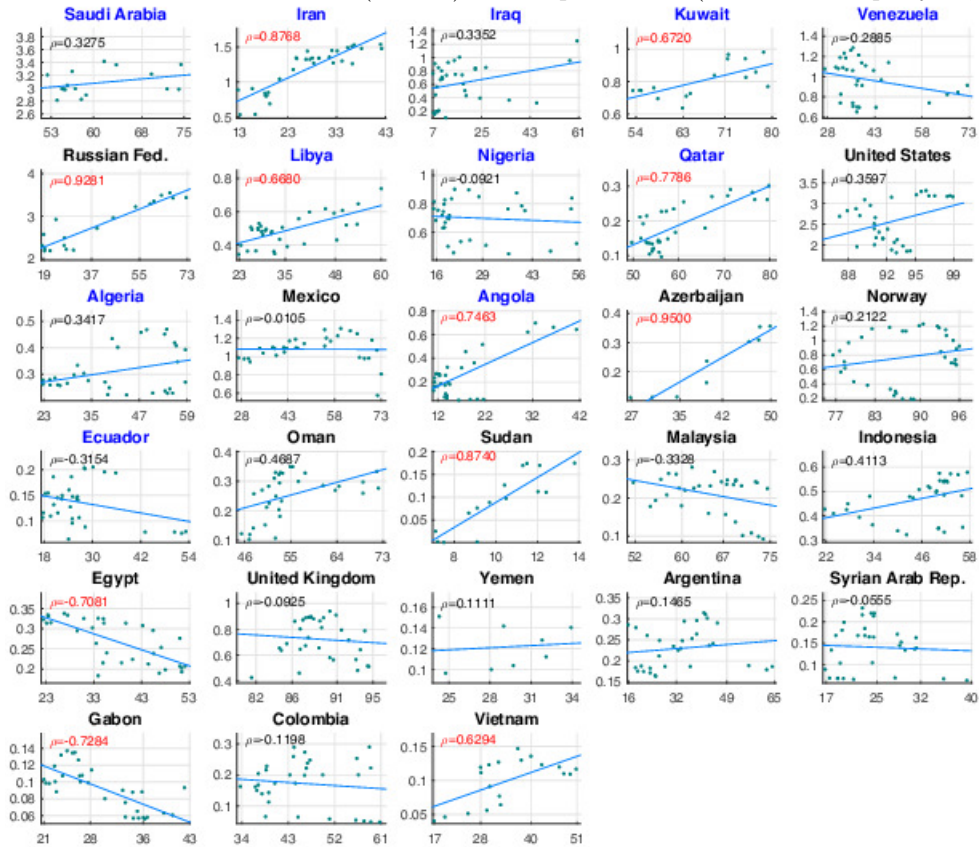 Saudi Arabia
ρ=0.3275
3.8
3.6
3.4
3.2
3
2.8
2.6
53 60 68 75
Iran
ρ=0.8768
1.5
1
0.5
13 23 33 43
Iraq
ρ=0.3352
1.4
1.2
1
0.8
0.6
0.4
0.2
7 25 43 61
Kuwait
ρ=0.6720
1
0.8
0.6
54 63 71 80
Venezuela
ρ=-0.2885
1.4
1.2
1
0.8
0.6
28 43 58 73
Russian Fed.
ρ=0.9281
4
3
2
19 37 55 73
Libya
ρ=0.6680
0.8
0.6
0.4
23 35 48 60
Nigeria
ρ=-0.0921
1
0.8
0.6
16 29 43 56
Qatar
ρ=0.7786
0.3
0.2
0.1
50 60 70 80
United States
ρ=0.3597
3.5
3
2.5
2
88 92 95 99
Algeria
ρ=0.3417
0.5
0.4
0.3
23 35 47 59
Mexico
ρ=-0.0105
1.4
1.2
1
0.8
0.6
28 43 58 73
Angola
ρ=0.7463
0.8
0.6
0.4
0.2
12 22 32 42
Azerbaijan
ρ=0.9500
0.4
0.3
0.2
27 35 42 50
Norway
ρ=0.2122
1.4
1.2
1
0.8
0.6
0.4
0.2
77 83 90 96
Ecuador
ρ=-0.3154
0.2
0.15
0.1
18 30 42 54
Oman
ρ=0.4687
0.4
0.3
0.2
0.1
46 55 64 73
Sudan
ρ=0.8740
0.2
0.15
0.1
0.05
8 10 12 14
Malaysia
ρ=-0.3328
0.3
0.2
0.1
52 60 67 75
Indonesia
ρ=0.4113
0.6
0.5
0.4
0.3
22 34 46 58
Egypt
ρ=-0.7081
0.35
0.3
0.25
0.2
23 33 43 53
United Kingdom
ρ=-0.0925
1
0.8
0.6
0.4
82 86 91 95
Yemen
ρ=0.1111
0.15
0.1
24 28 31 34
Argentina
ρ=0.1465
0.35
0.3
0.25
0.2
0.15
16 32 49 65
Syrian Arab Rep.
ρ=-0.0555
0.25
0.2
0.15
0.1
17 25 32 40
Gabon
ρ=-0.7284
0.14
0.12
0.1
0.08
0.06
21 28 36 43
Colombia
ρ=-0.1198
0.3
0.2
0.1
34 43 52 61
Vietnam
ρ=0.6294
0.15
0.1
0.05
17 28 40 51